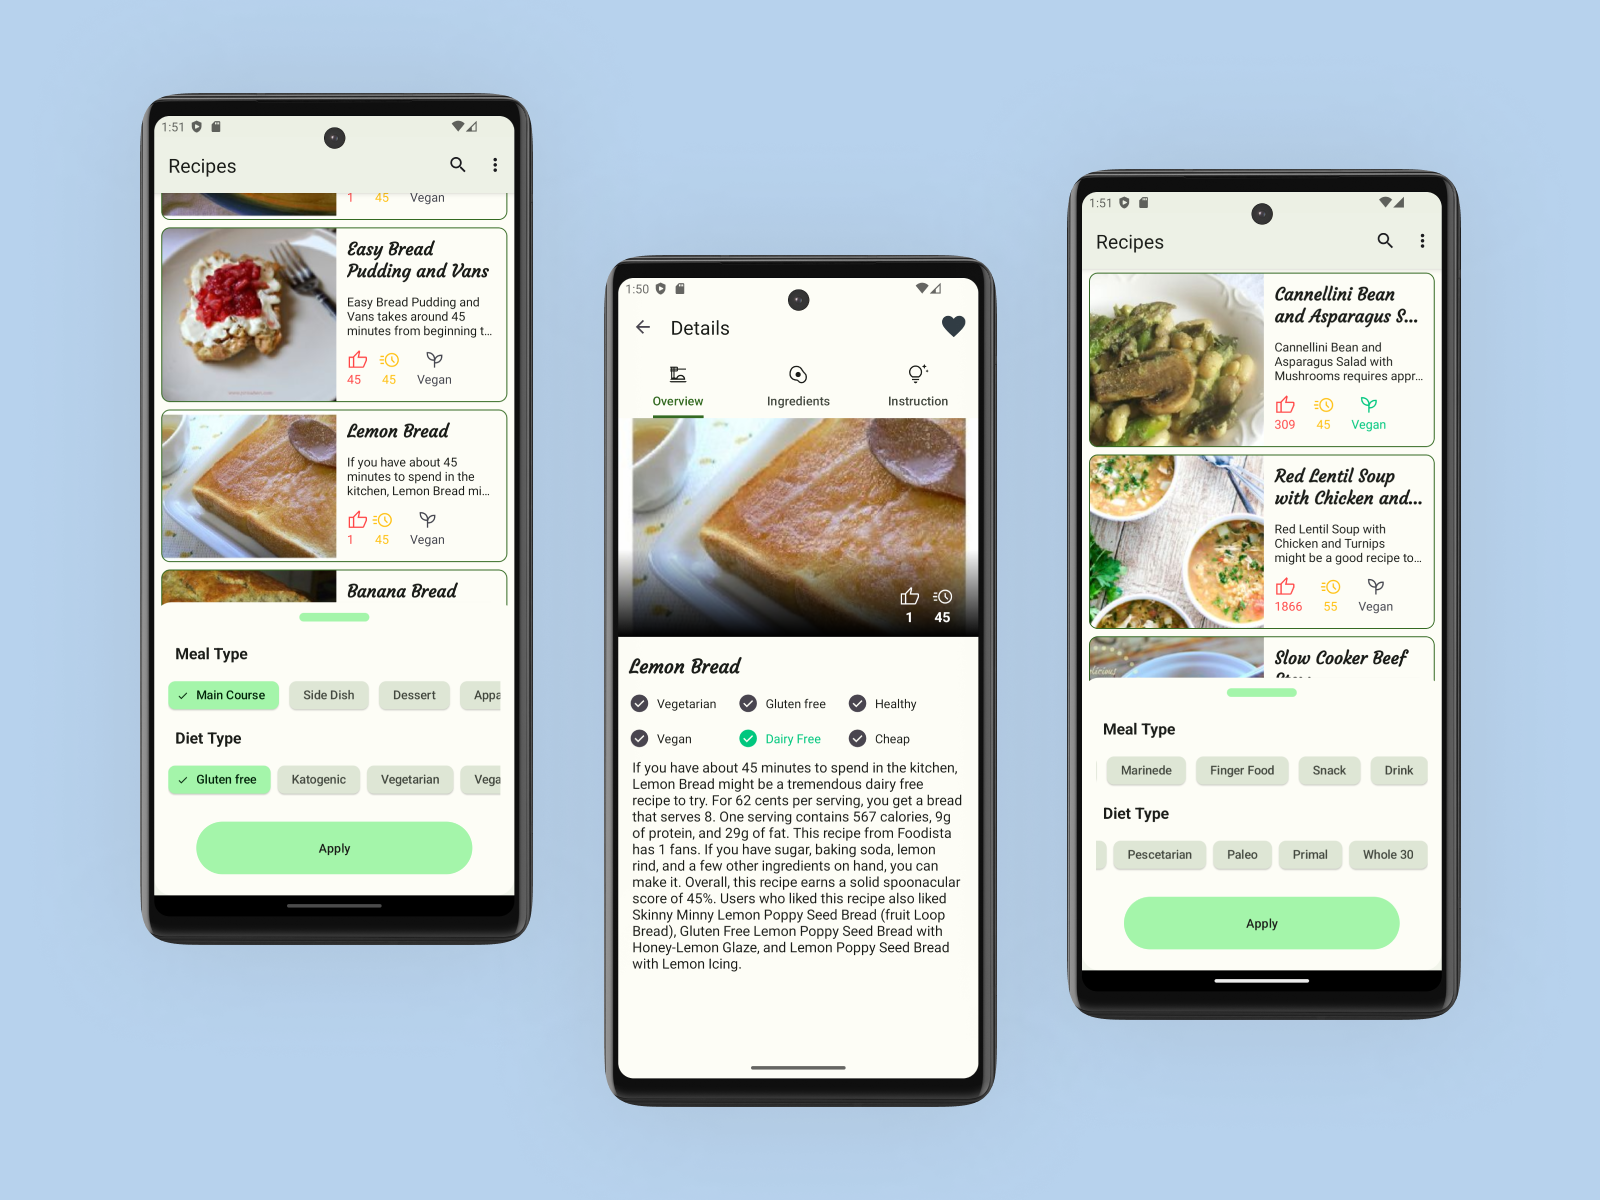 1:51
Recipes
1 45 Vegan
Easy Bread
Pudding and Vans
Easy Bread Pudding and
Vans takes around 45
minutes from beginning t...
45 45 Vegan
Lemon Bread
If you have about 45
minutes to spend in the
kitchen, Lemon Bread mi...
1 45 Vegan
Banana Bread
Meal Type
Main Course Side Dish Dessert Appa
Diet Type
Gluten free Katogenic Vegetarian Vega
Apply
1:50
Details
Overview Ingredients Instruction
1 45
Lemon Bread
Vegetarian Gluten free Healthy
Vegan Dairy Free Cheap
If you have about 45 minutes to spend in the kitchen,
Lemon Bread might be a tremendous dairy free
recipe to try. For 62 cents per serving, you get a bread
that serves 8. One serving contains 567 calories, 9g
of protein, and 29g of fat. This recipe from Foodista
has 1 fans. If you have sugar, baking soda, lemon
rind, and a few other ingredients on hand, you can
make it. Overall, this recipe earns a solid spoonacular
score of 45%. Users who liked this recipe also liked
Skinny Minny Lemon Poppy Seed Bread (fruit Loop
Bread), Gluten Free Lemon Poppy Seed Bread with
Honey-Lemon Glaze, and Lemon Poppy Seed Bread
with Lemon Icing.
1:51
Recipes
Cannellini Bean
and Asparagus S...
Cannellini Bean and
Asparagus Salad with
Mushrooms requires appr...
309 45 Vegan
Red Lentil Soup
with Chicken and...
Red Lentil Soup with
Chicken and Turnips
might be a good recipe to...
1866 55 Vegan
Slow Cooker Beef
Meal Type
Marinede Finger Food Snack Drink
Diet Type
Pescetarian Paleo Primal Whole 30
Apply